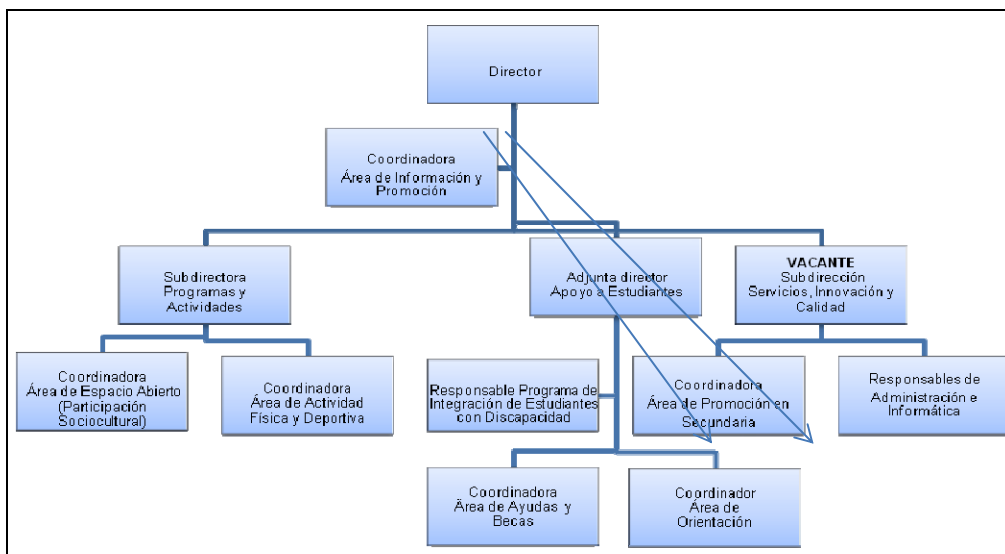 Director
Coordinadora
Área de Información y
Promoción
Subdirectora
Programas y
Actividades
Adjunta director
Apoyo a Estudiantes
VACANTE
Subdirección
Servicios, Innovación y
Calidad
Coordinadora
Área de Espacio Abierto
(Participación
Sociocultural)
Coordinadora
Área de Actividad
Física y Deportiva
Responsable Programa de
Integración de Estudiantes
con Discapacidad
Coordinadora
Área de Promoción en
Secundaria
Responsables de
Administración e
Informática
Coordinadora
Área de Ayudas y
Becas
Coordinador
Área de
Orientación